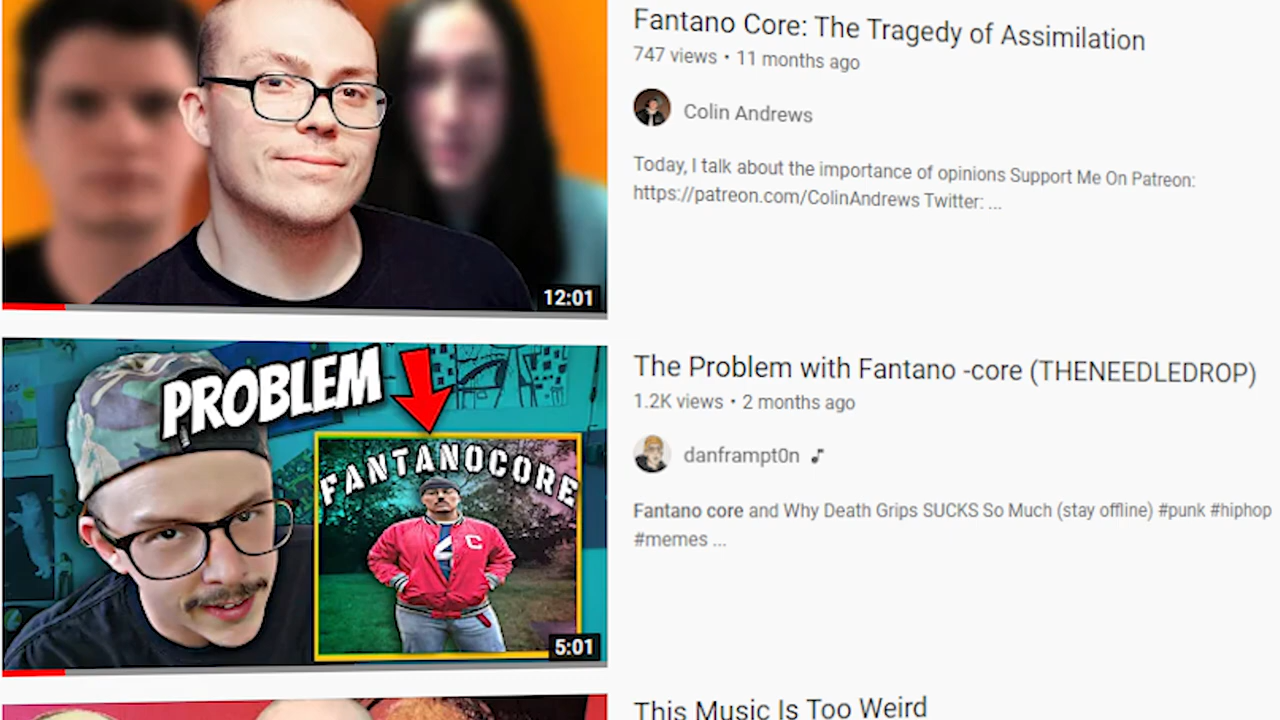 Fantano Core: The Tragedy of Assimilation
747 views • 11 months ago
Colin Andrews
Today, I talk about the importance of opinions Support Me On Patreon:
https://patreon.com/ColinAndrews Twitter: ...
12:01
PROBLEM
FANTANOCORE
C
5:01
The Problem with Fantano -core (THENEEDLEDROP)
1.2K views • 2 months ago
danframpt0n
Fantano core and Why Death Grips SUCKS So Much (stay offline) #punk #hiphop
#memes ...
This Music Is Too Weird